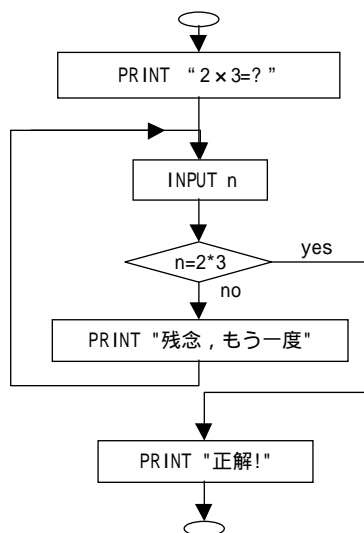 PRINT “2×3=?”
INPUT n
n=2*3
yes
no
PRINT "残念,もう一度"
PRINT "正解!"